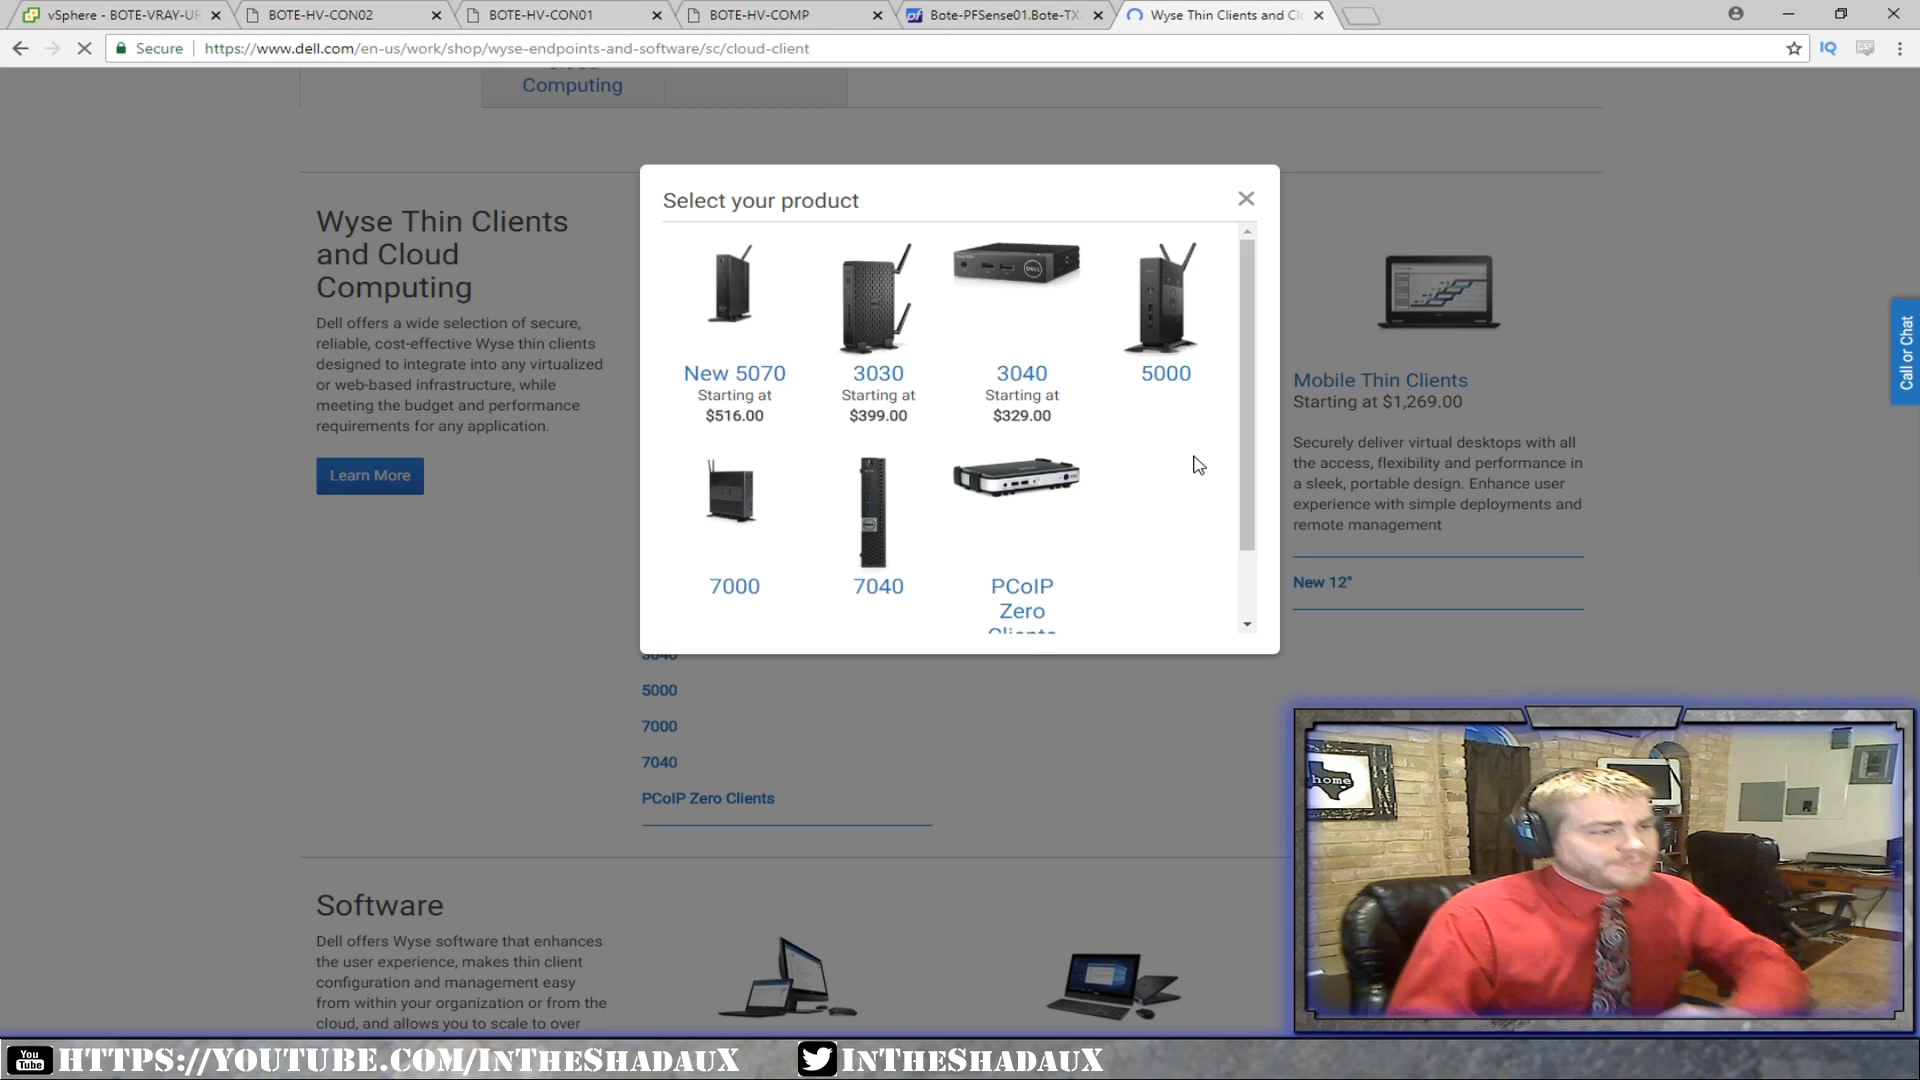 vSphere - BOTE-VRAY-UR
BOTE-HV-CON02
BOTE-HV-CON01
BOTE-HV-COMP
Bote-PFSense01.Bote-TX
Wyse Thin Clients and Cl
Secure
https://www.dell.com/en-us/work/shop/wyse-endpoints-and-software/sc/cloud-client
IQ
Cloud
Computing
Select your product
New 5070
Starting at
$516.00
3030
Starting at
$399.00
3040
Starting at
$329.00
5000
7000
7040
PCoIP
Zero
Clients
Wyse Thin Clients
and Cloud
Computing
Dell offers a wide selection of secure,
reliable, cost-effective Wyse thin clients
designed to integrate into any virtualized
or web-based infrastructure, while
meeting the budget and performance
requirements for any application.
Learn More
Mobile Thin Clients
Starting at $1,269.00
Securely deliver virtual desktops with all
the access, flexibility and performance in
a sleek, portable design. Enhance user
experience with simple deployments and
remote management
New 12"
Call or Chat
3040
5000
7000
7040
PCoIP Zero Clients
Software
Dell offers Wyse software that enhances
the user experience, makes thin client
configuration and management easy
from within your organization or from the
cloud, and allows you to scale to over
home
You
Tube
HTTPS://YOUTUBE.COM/INTHESHADAUX
INTHESHADAUX